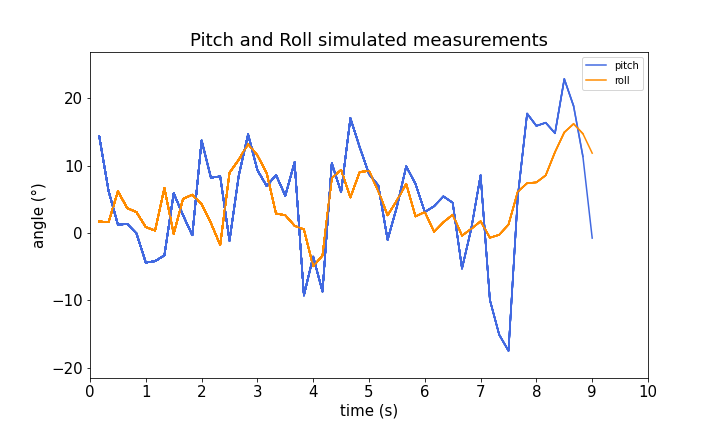 Pitch and Roll simulated measurements
pitch
roll
angle (°)
20
10
0
−10
−20
0 1 2 3 4 5 6 7 8 9 10
time (s)